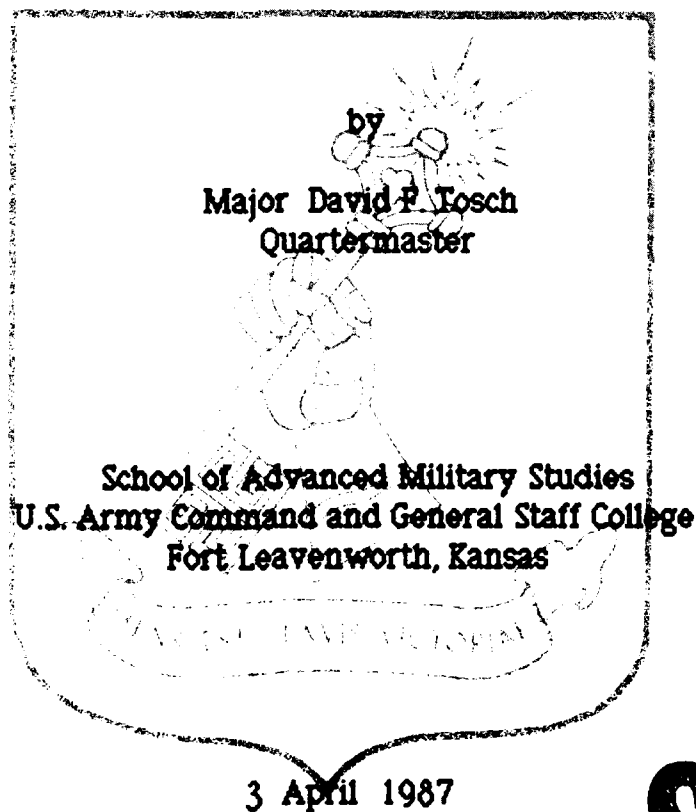 by
Major David F. Tosch
Quartermaster
School of Advanced Military Studies
U.S. Army Command and General Staff College
Fort Leavenworth, Kansas
3 April 1987